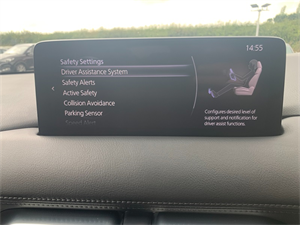 14:55
Safety Settings
Driver Assistance System
Safety Alerts
Active Safety
Collision Avoidance
Parking Sensor
Configures desired level of
support and notification for
driver assist functions.